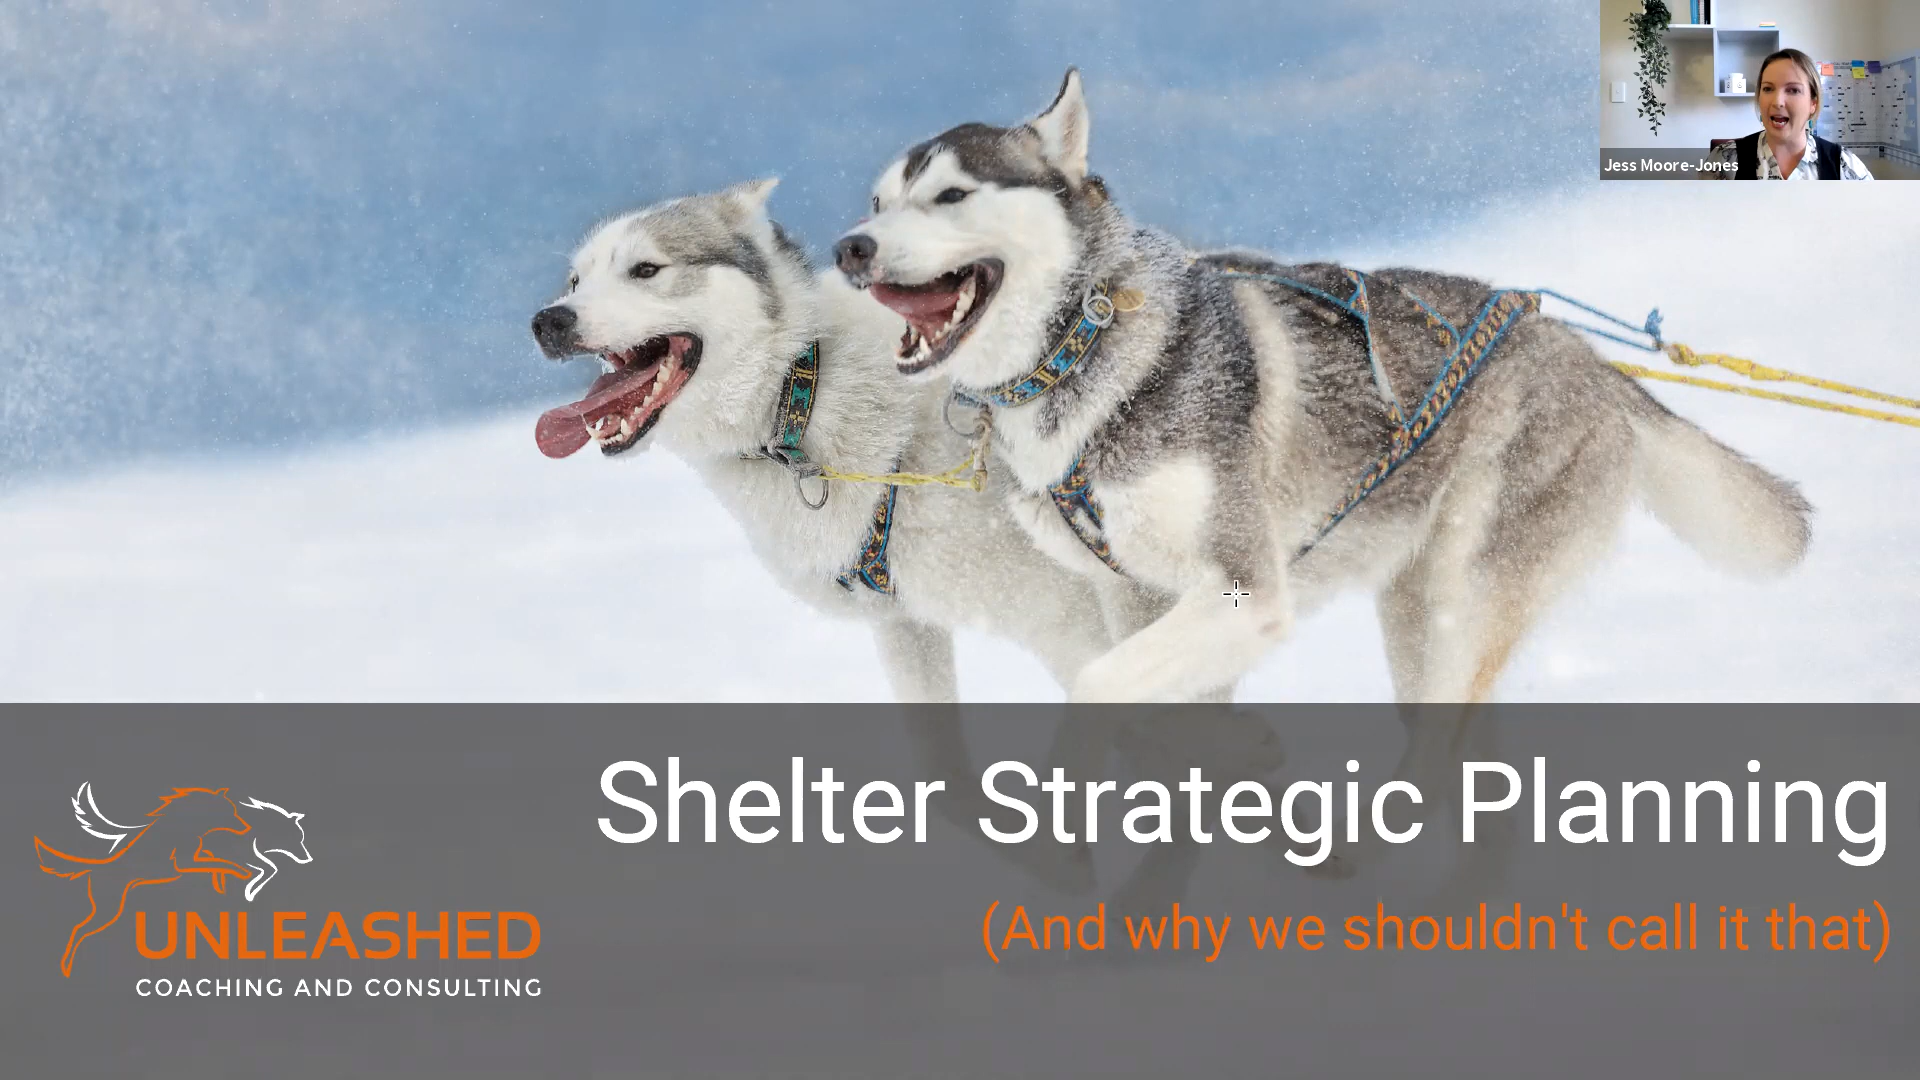 Jess Moore-Jones
Shelter Strategic Planning
(And why we shouldn't call it that)
UNLEASHED
COACHING AND CONSULTING